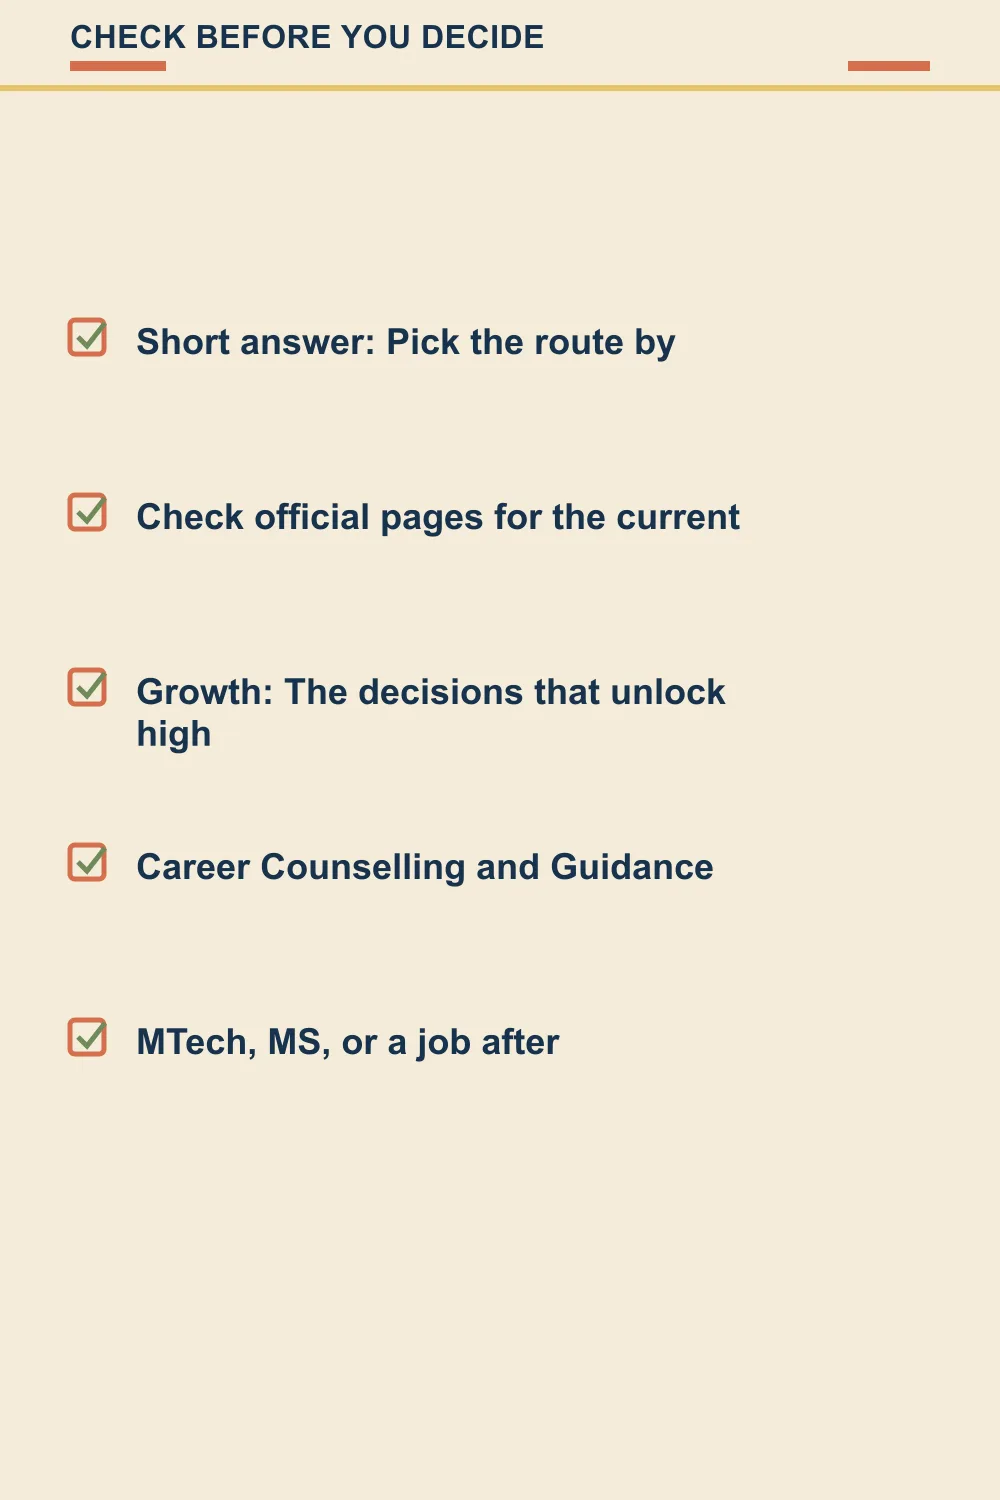 CHECK BEFORE YOU DECIDE
Short answer: Pick the route by
Check official pages for the current
Growth: The decisions that unlock
high
Career Counselling and Guidance
MTech, MS, or a job after